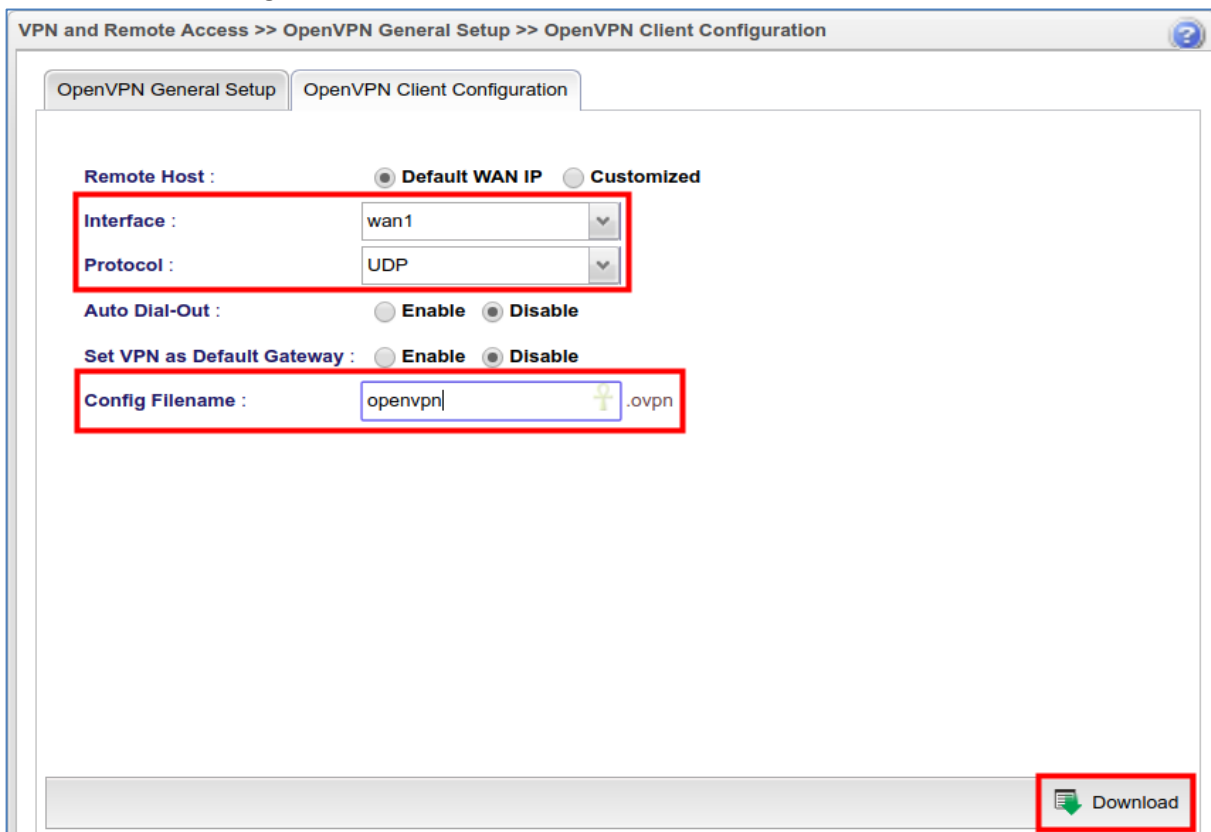 VPN and Remote Access >> OpenVPN General Setup >> OpenVPN Client Configuration
?
OpenVPN General Setup OpenVPN Client Configuration
Remote Host : Default WAN IP Customized
Interface : wan1
Protocol : UDP
Auto Dial-Out : Enable Disable
Set VPN as Default Gateway : Enable Disable
Config Filename : openvpn .ovpn
Download